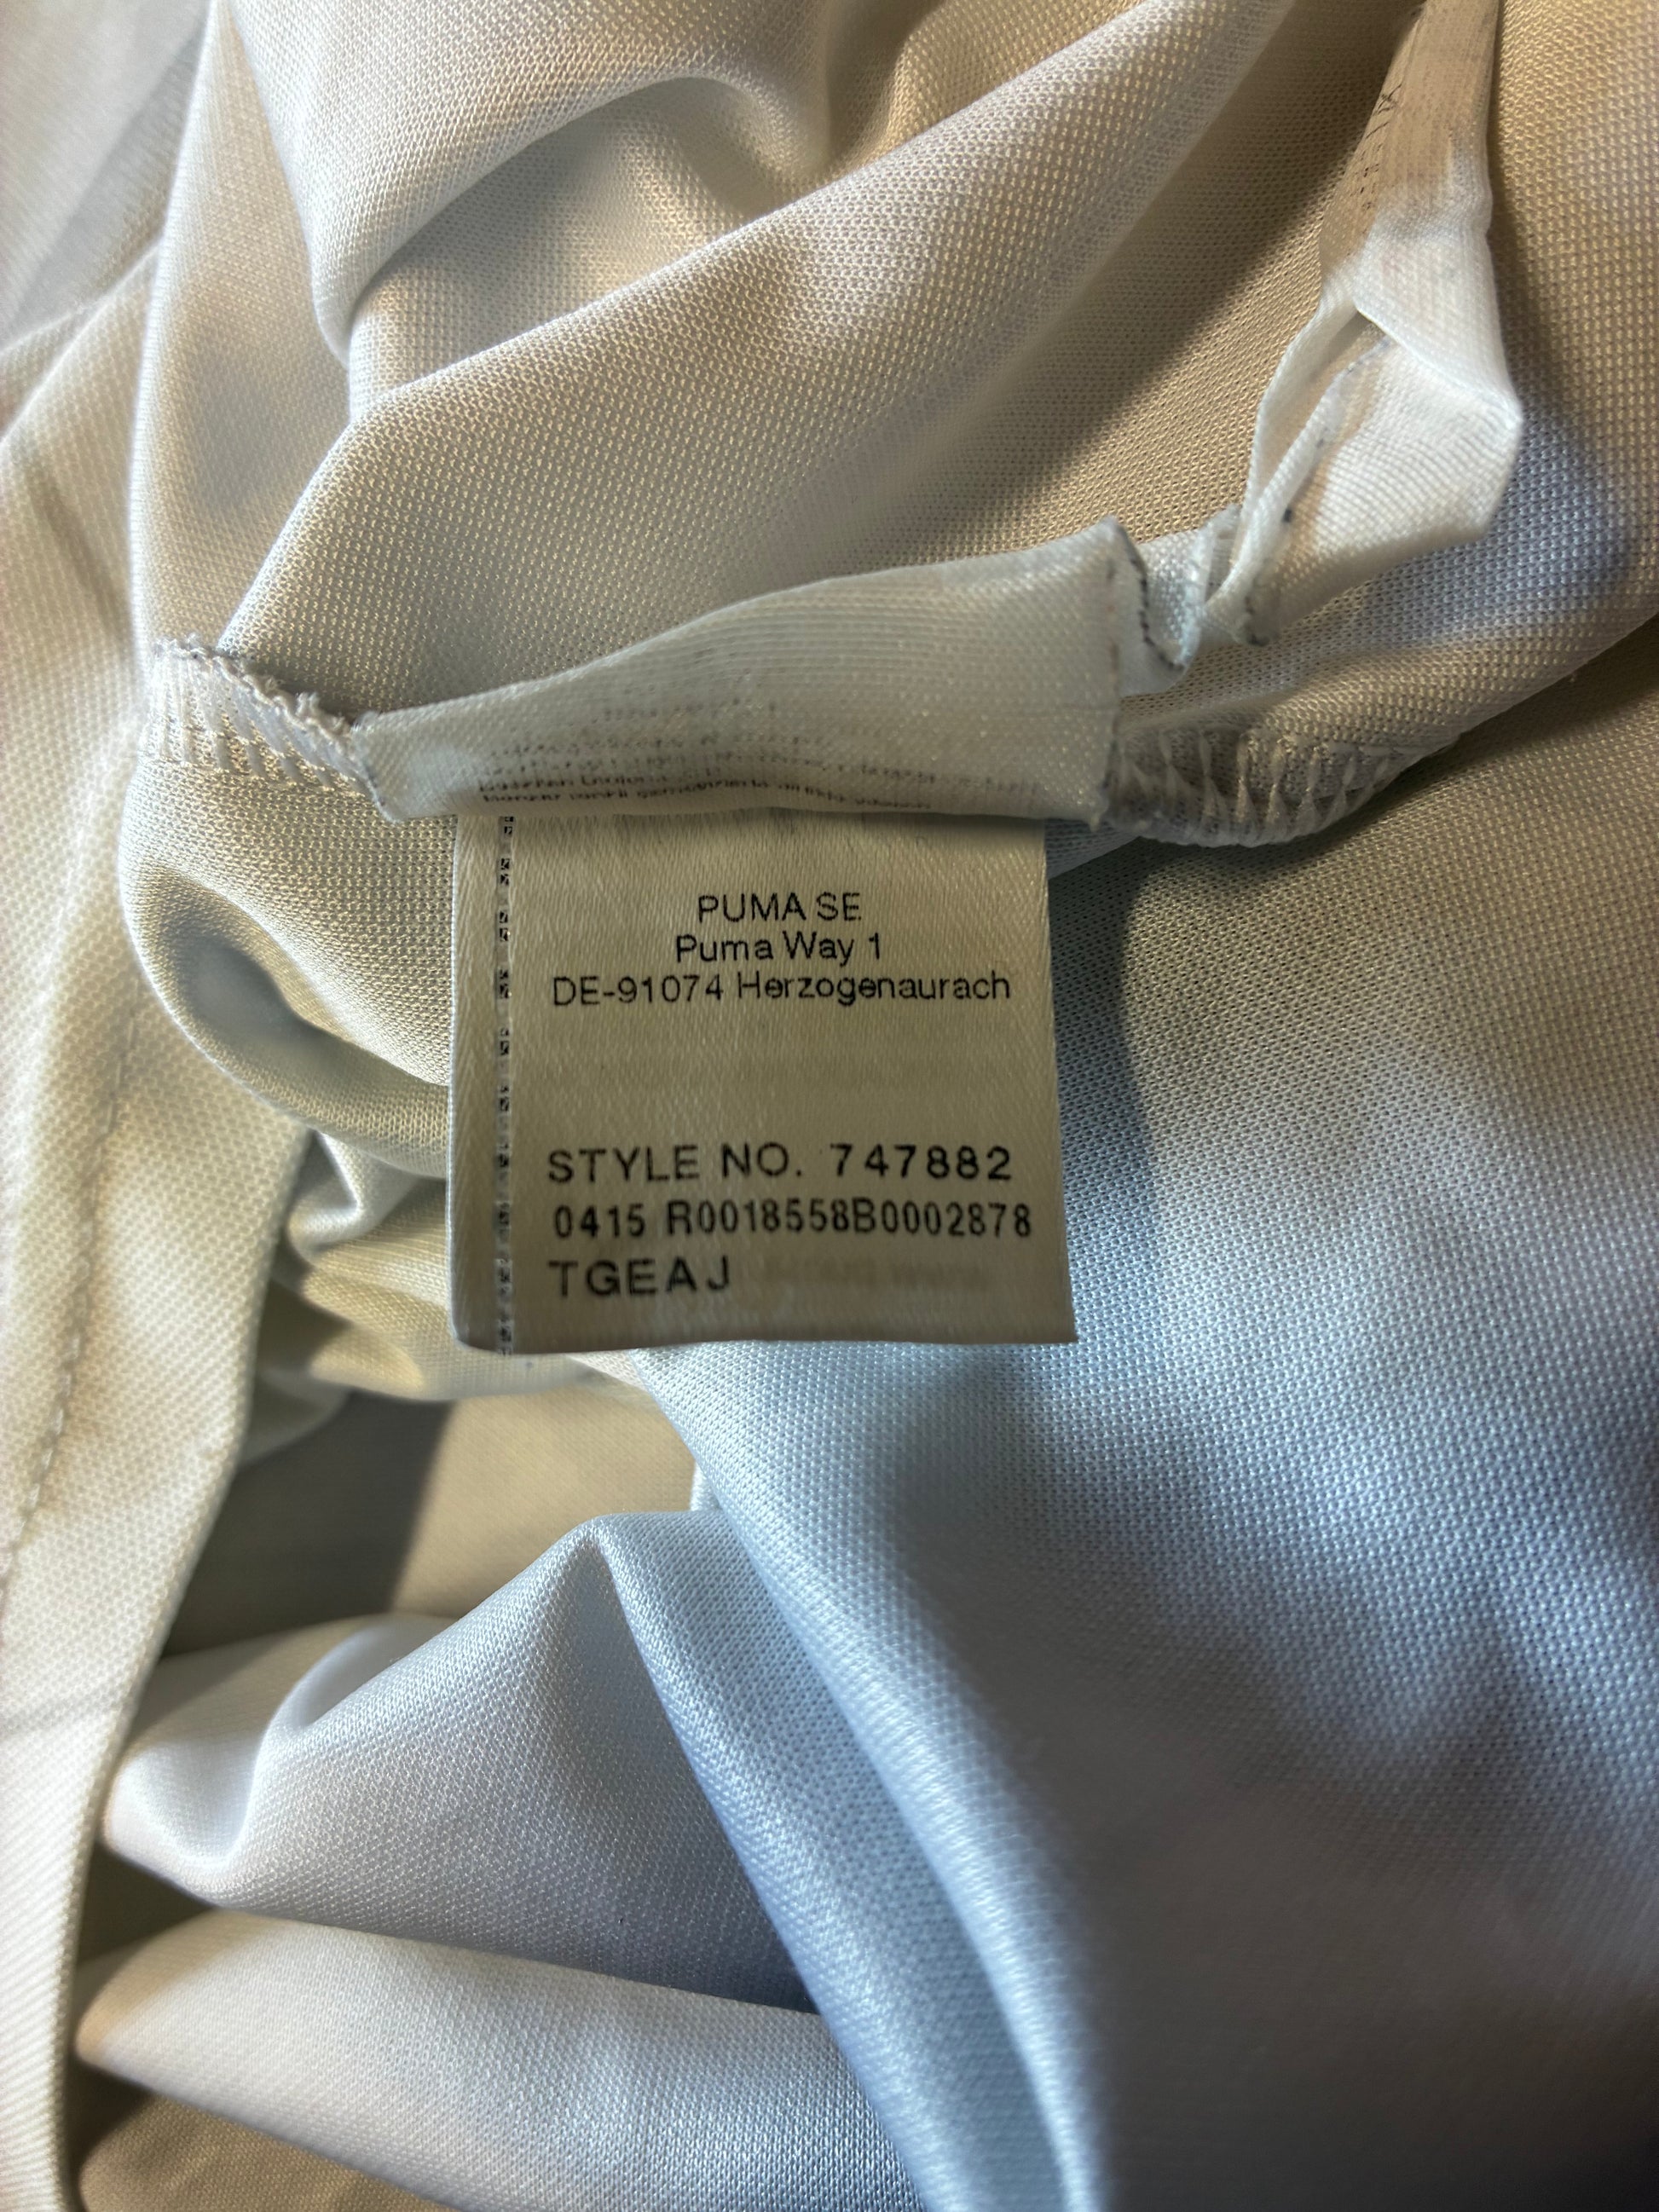 PUMA SE
Puma Way 1
DE-91074 Herzogenaurach
STYLE NO. 747882
0415 R0018558B0002878
TGEAJ